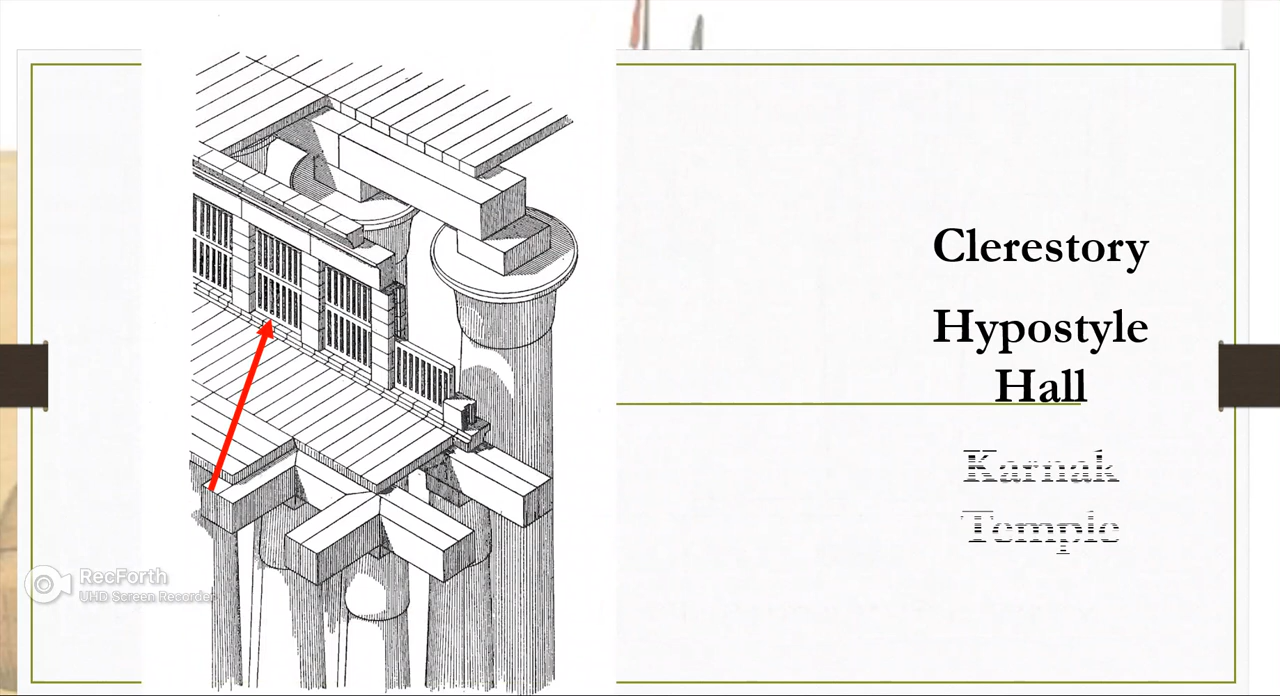 Clerestory
Hypostyle
Hall
Karnak
Temple
RecForth
UHD Screen Recorder